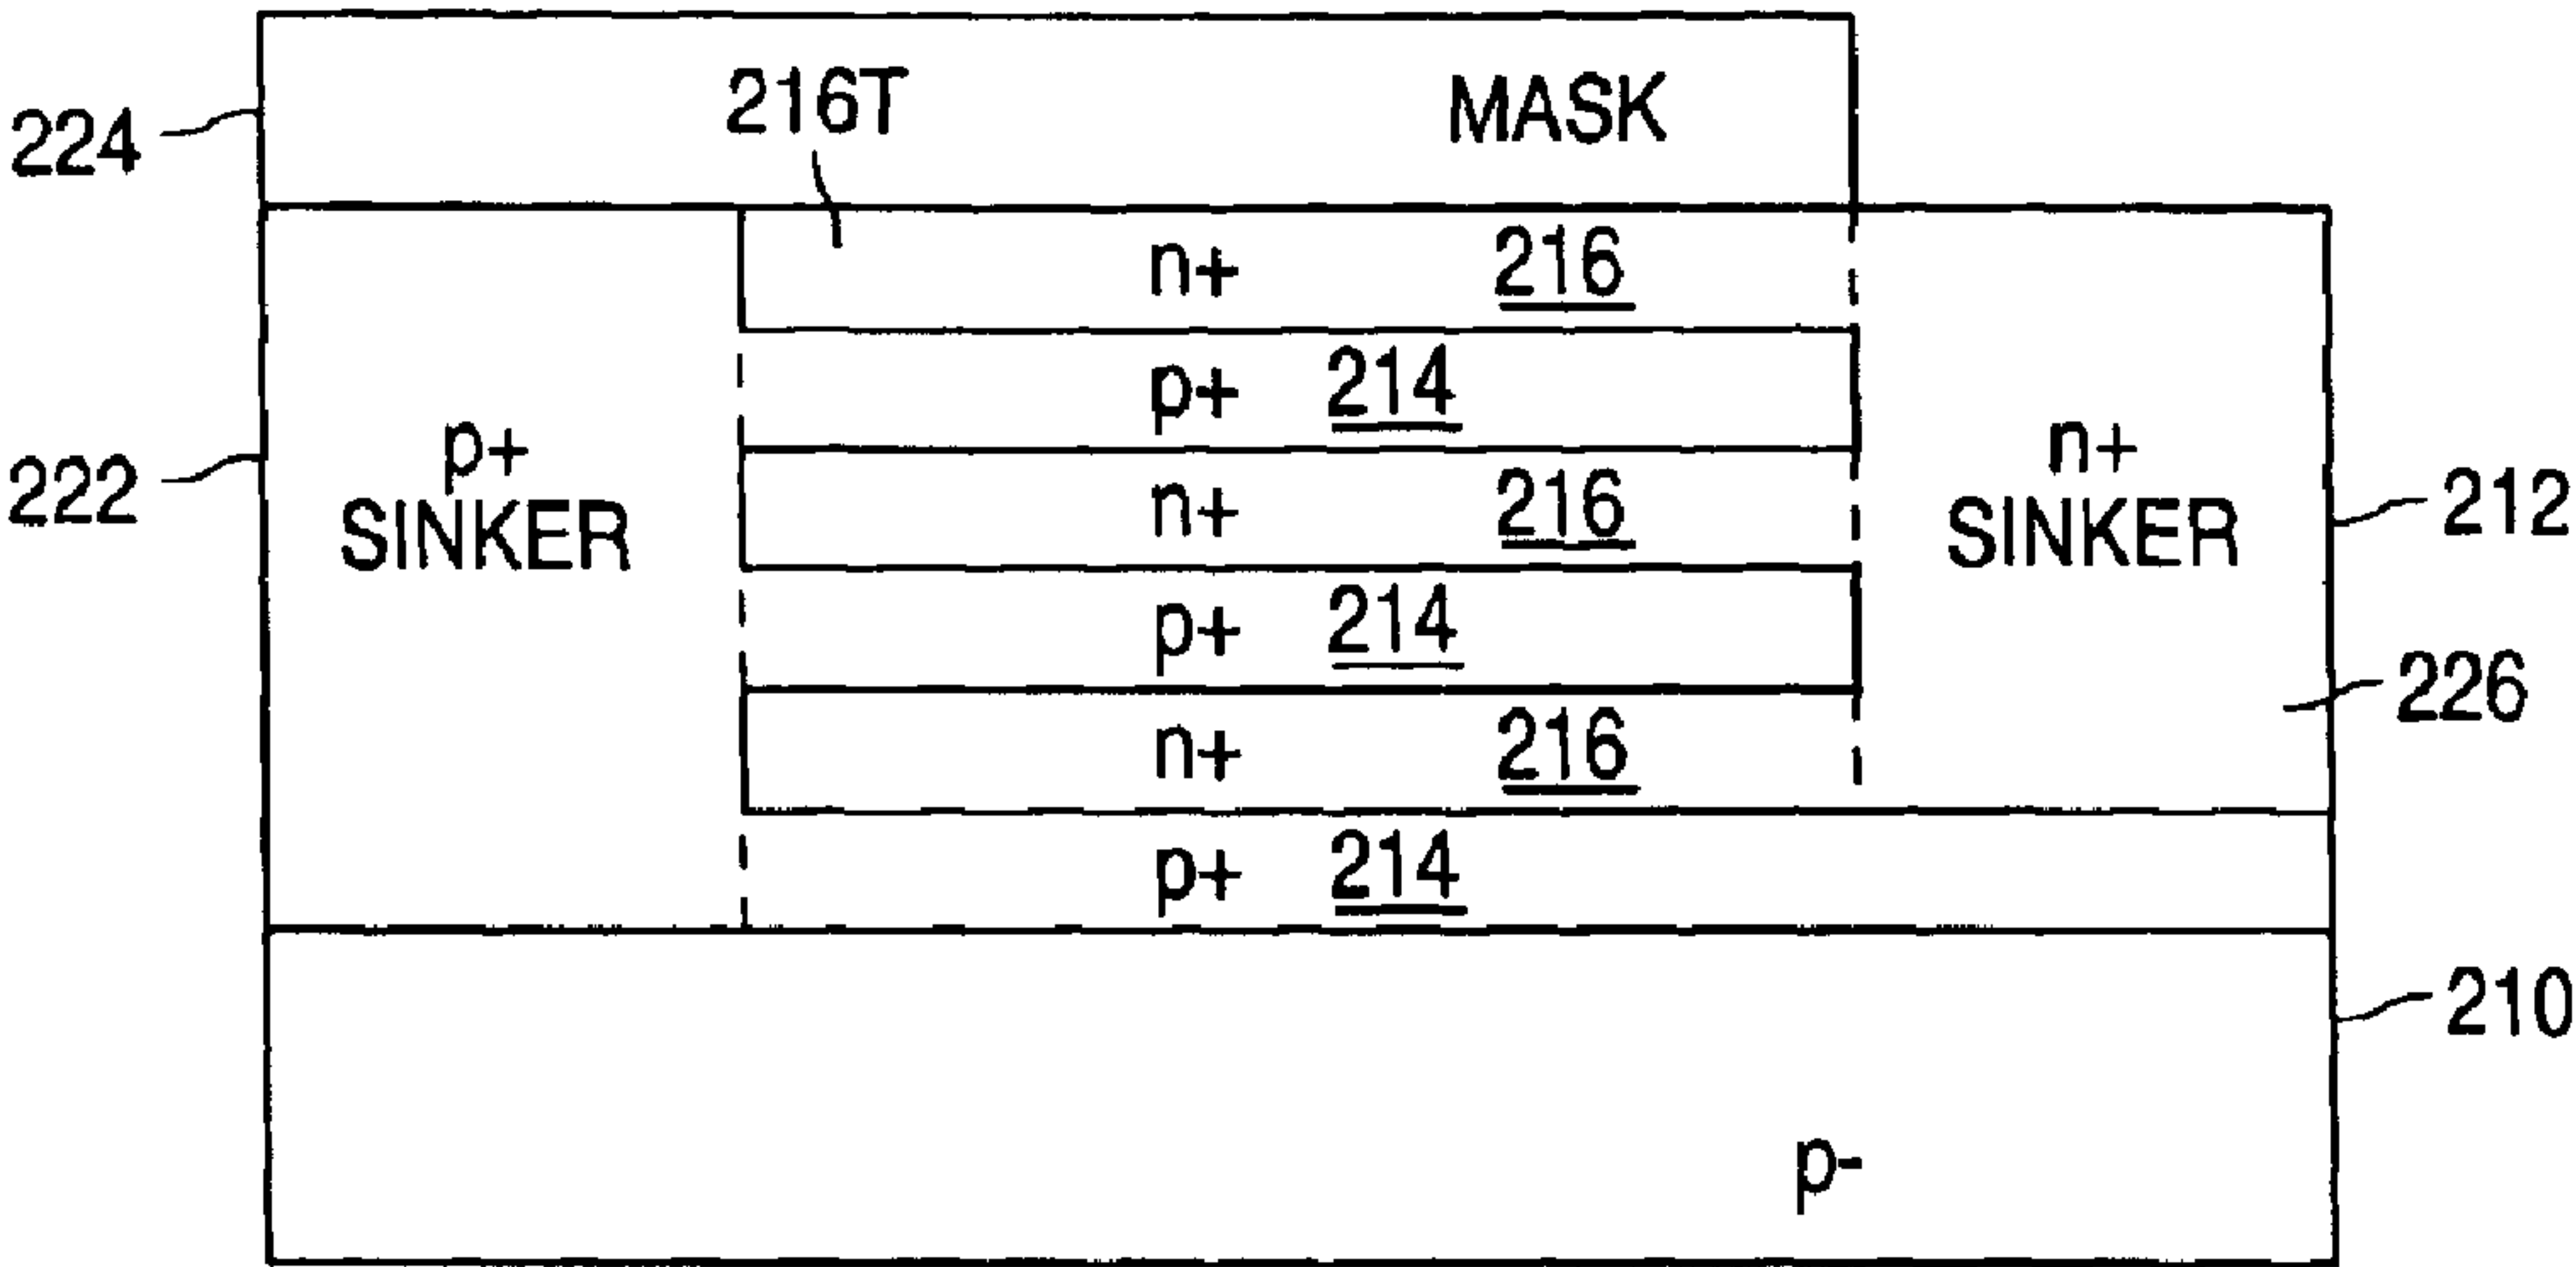 216T
MASK
224
n+ 216
p+ 214
p+
SINKER
222
n+ 216
n+
SINKER
212
p+ 214
226
n+ 216
p+ 214
210
p-